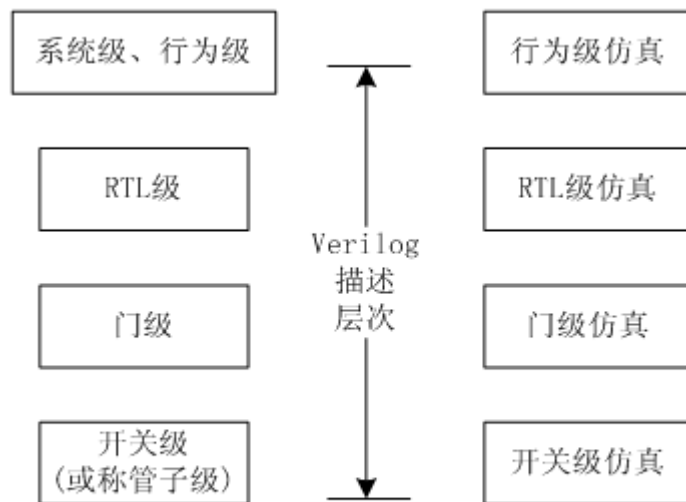 系统级、行为级
行为级仿真
RTL级
RTL级仿真
Verilog
描述
层次
门级
门级仿真
开关级
(或称管子级)
开关级仿真